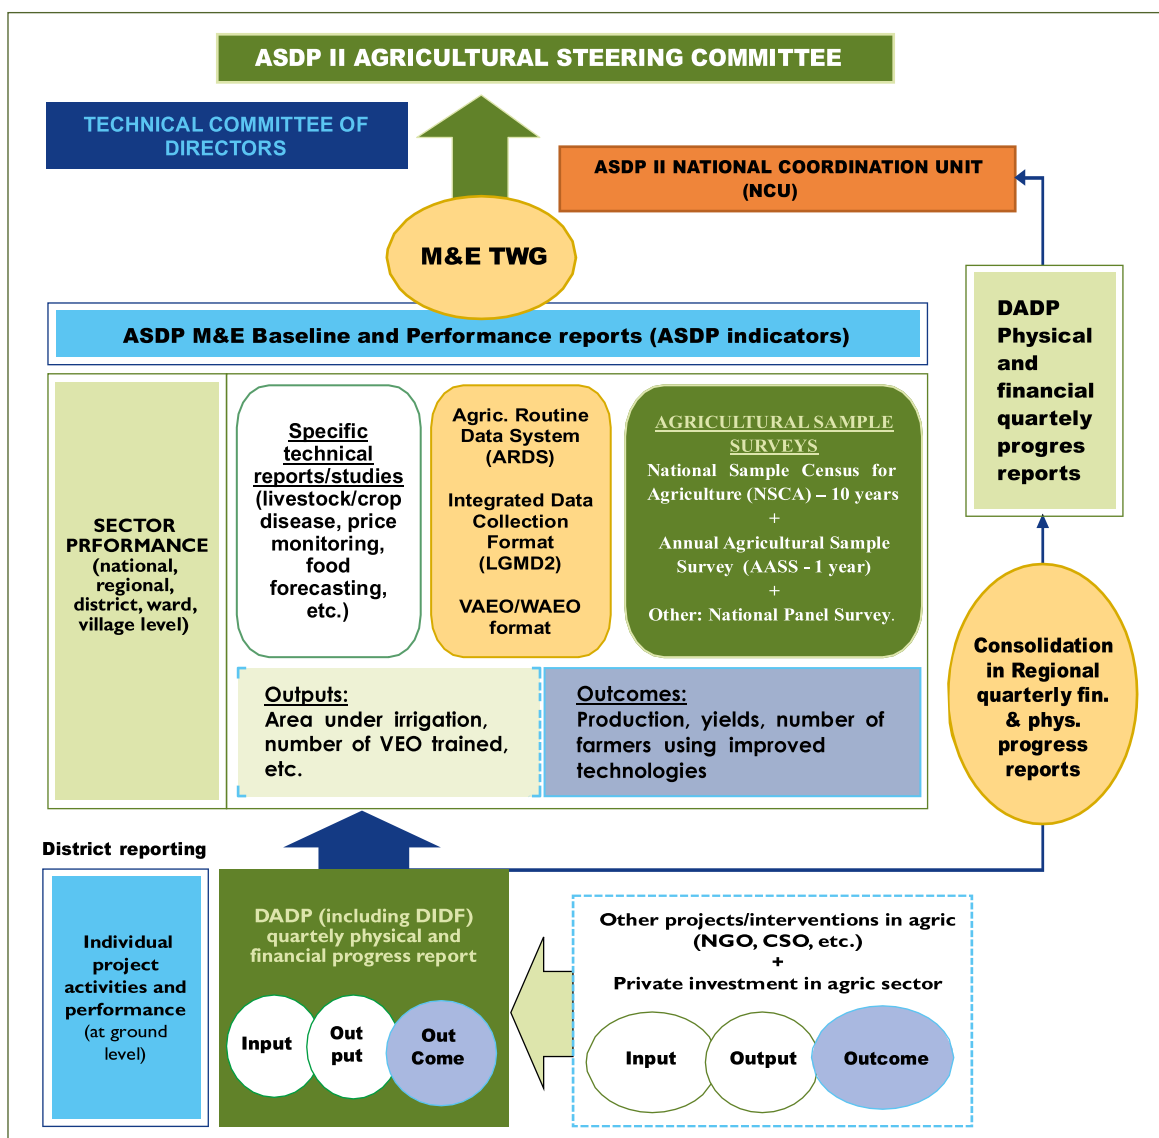 ASDP II AGRICULTURAL STEERING COMMITTEE
TECHNICAL COMMITTEE OF
DIRECTORS
ASDP II NATIONAL COORDINATION UNIT
(NCU)
M&E TWG
ASDP M&E Baseline and Performance reports (ASDP indicators)
DADP
Physical
and
financial
quartely
progres
reports
SECTOR
PRFORMANCE
(national,
regional,
district, ward,
village level)
Specific
technical
reports/studies
(livestock/crop
disease, price
monitoring,
food
forecasting,
etc.)
Agric. Routine
Data System
(ARDS)
Integrated Data
Collection
Format
(LGMD2)
VAEO/WAEO
format
AGRICULTURAL SAMPLE
SURVEYS
National Sample Census for
Agriculture (NSCA) – 10 years
+
Annual Agricultural Sample
Survey (AASS - 1 year)
+
Other: National Panel Survey.
Outputs:
Area under irrigation,
number of VEO trained,
etc.
Outcomes:
Production, yields, number of
farmers using improved
technologies
Consolidation
in Regional
quarterly fin.
& phys.
progress
reports
District reporting
Individual
project
activities and
performance
(at ground
level)
DADP (including DIDF)
quartely physical and
financial progress report
Input
Out
put
Out
Come
Other projects/interventions in agric
(NGO, CSO, etc.)
+
Private investment in agric sector
Input
Output
Outcome